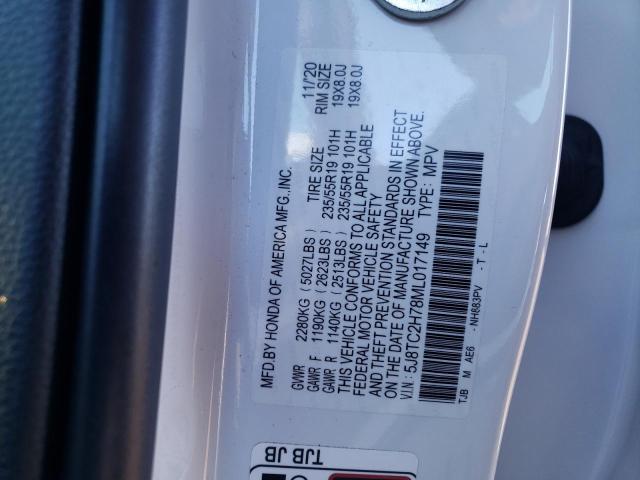 MFD.BY HONDA OF AMERICA MFG.,INC. 11/'20
GVWR 2280KG (5027LBS) TIRE SIZE RIM SIZE
GAWR F 1190KG (2623LBS) 235/55R19 101H 19X8.0J
GAWR R 1140KG (2513LBS) 235/55R19 101H 19X8.0J
THIS VEHICLE CONFORMS TO ALL APPLICABLE
FEDERAL MOTOR VEHICLE SAFETY
AND THEFT PREVENTION STANDARDS IN EFFECT
ON THE DATE OF MANUFACTURE SHOWN ABOVE.
V.I.N: 5J8TC2H78ML017149 TYPE: MPV
TJB M AE6 -NH883PV -T-L
TJB JB